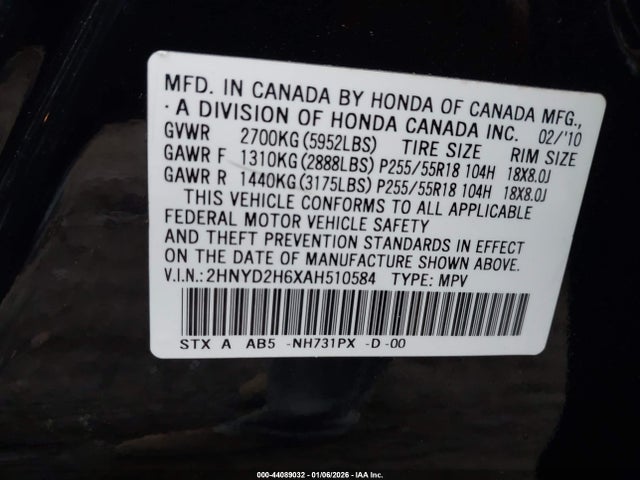 MFD. IN CANADA BY HONDA OF CANADA MFG.,
· A DIVISION OF HONDA CANADA INC. 02/'10
GVWR 2700KG(5952LBS) TIRE SIZE RIM SIZE
GAWR F 1310KG(2888LBS) P255/55R18 104H 18X8.0J
GAWR R 1440KG(3175LBS) P255/55R18 104H 18X8.0J
THIS VEHICLE CONFORMS TO ALL APPLICABLE
FEDERAL MOTOR VEHICLE SAFETY
AND THEFT PREVENTION STANDARDS IN EFFECT
ON THE DATE OF MANUFACTURE SHOWN ABOVE.
V.I.N.:2HNYD2H6XAH510584 TYPE: MPV
STX A AB5 -NH731PX -D -00
000-44089032 - 01/06/2026 - IAA Inc.